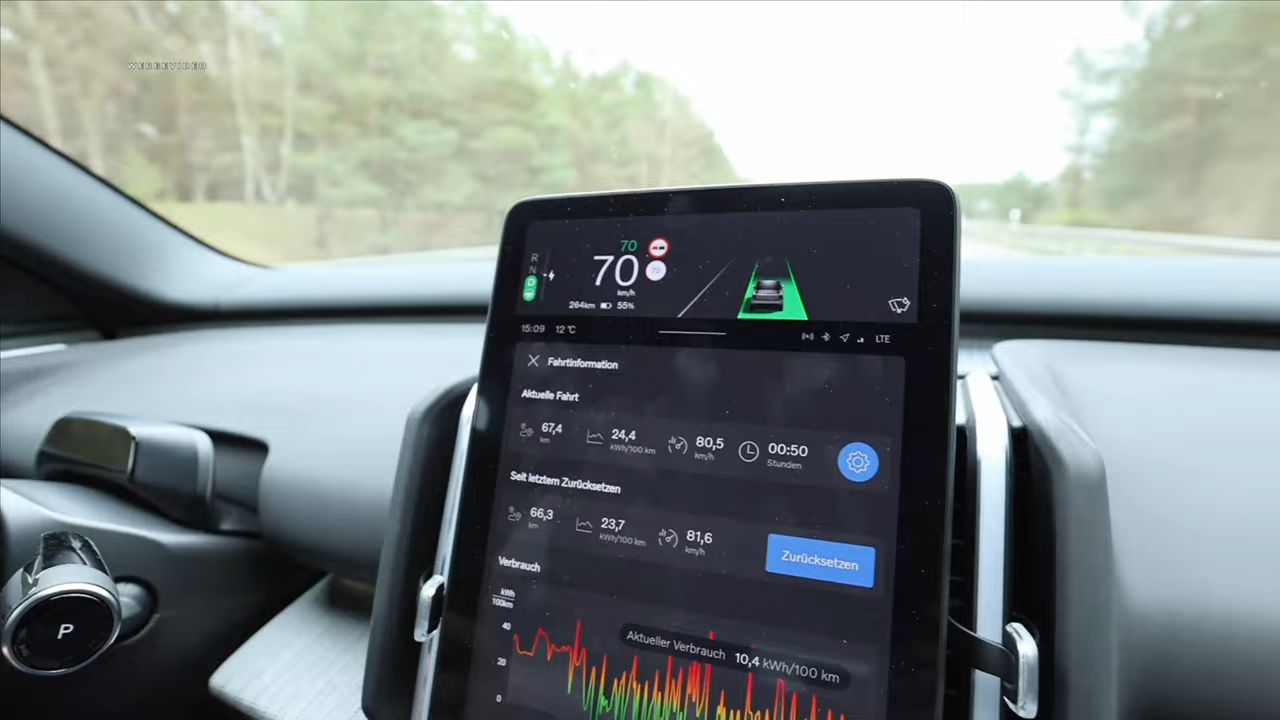 WERBEVIDEO
70
70
70
km/h
R
N
D
264km 55%
15:09 12 °C LTE
Fahrtinformation
Aktuelle Fahrt
67,4 km
24,4 kWh/100 km
80,5 km/h
00:50 Stunden
Seit letztem Zurücksetzen
66,3 km
23,7 kWh/100 km
81,6 km/h
Zurücksetzen
Verbrauch
kWh
100km
40
20
0
Aktueller Verbrauch 10,4 kWh/100 km
P